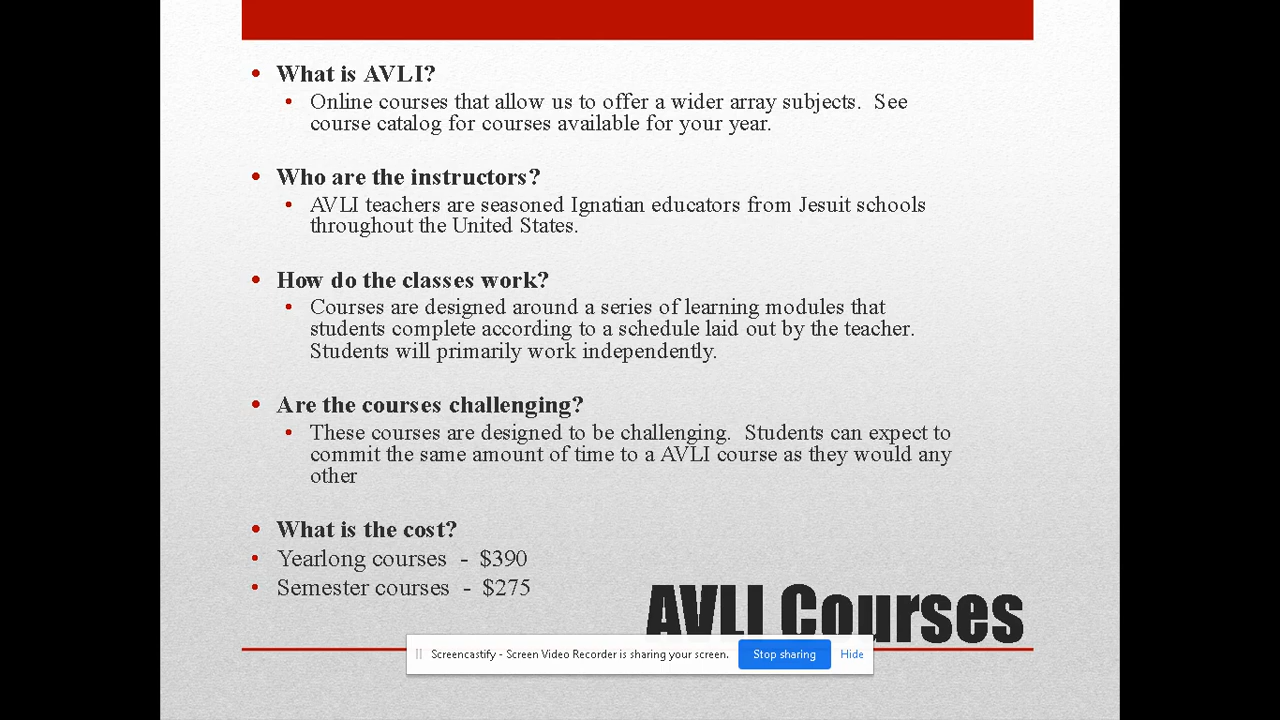 • What is AVLI?
• Online courses that allow us to offer a wider array subjects.  See
course catalog for courses available for your year.
• Who are the instructors?
• AVLI teachers are seasoned Ignatian educators from Jesuit schools
throughout the United States.
• How do the classes work?
• Courses are designed around a series of learning modules that
students complete according to a schedule laid out by the teacher.
Students will primarily work independently.
• Are the courses challenging?
• These courses are designed to be challenging.  Students can expect to
commit the same amount of time to a AVLI course as they would any
other
• What is the cost?
• Yearlong courses  -  $390
• Semester courses  -  $275
AVLI Courses
Screencastify - Screen Video Recorder is sharing your screen. Stop sharing Hide